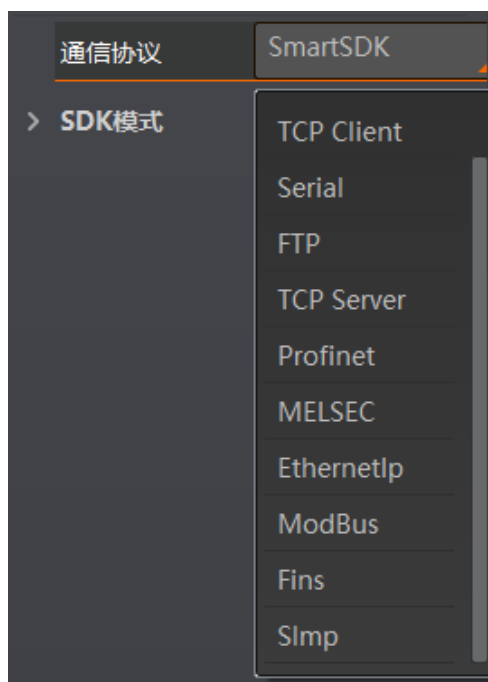 通信协议 SmartSDK
SDK模式
TCP Client
Serial
FTP
TCP Server
Profinet
MELSEC
EthernetIp
ModBus
Fins
Slmp